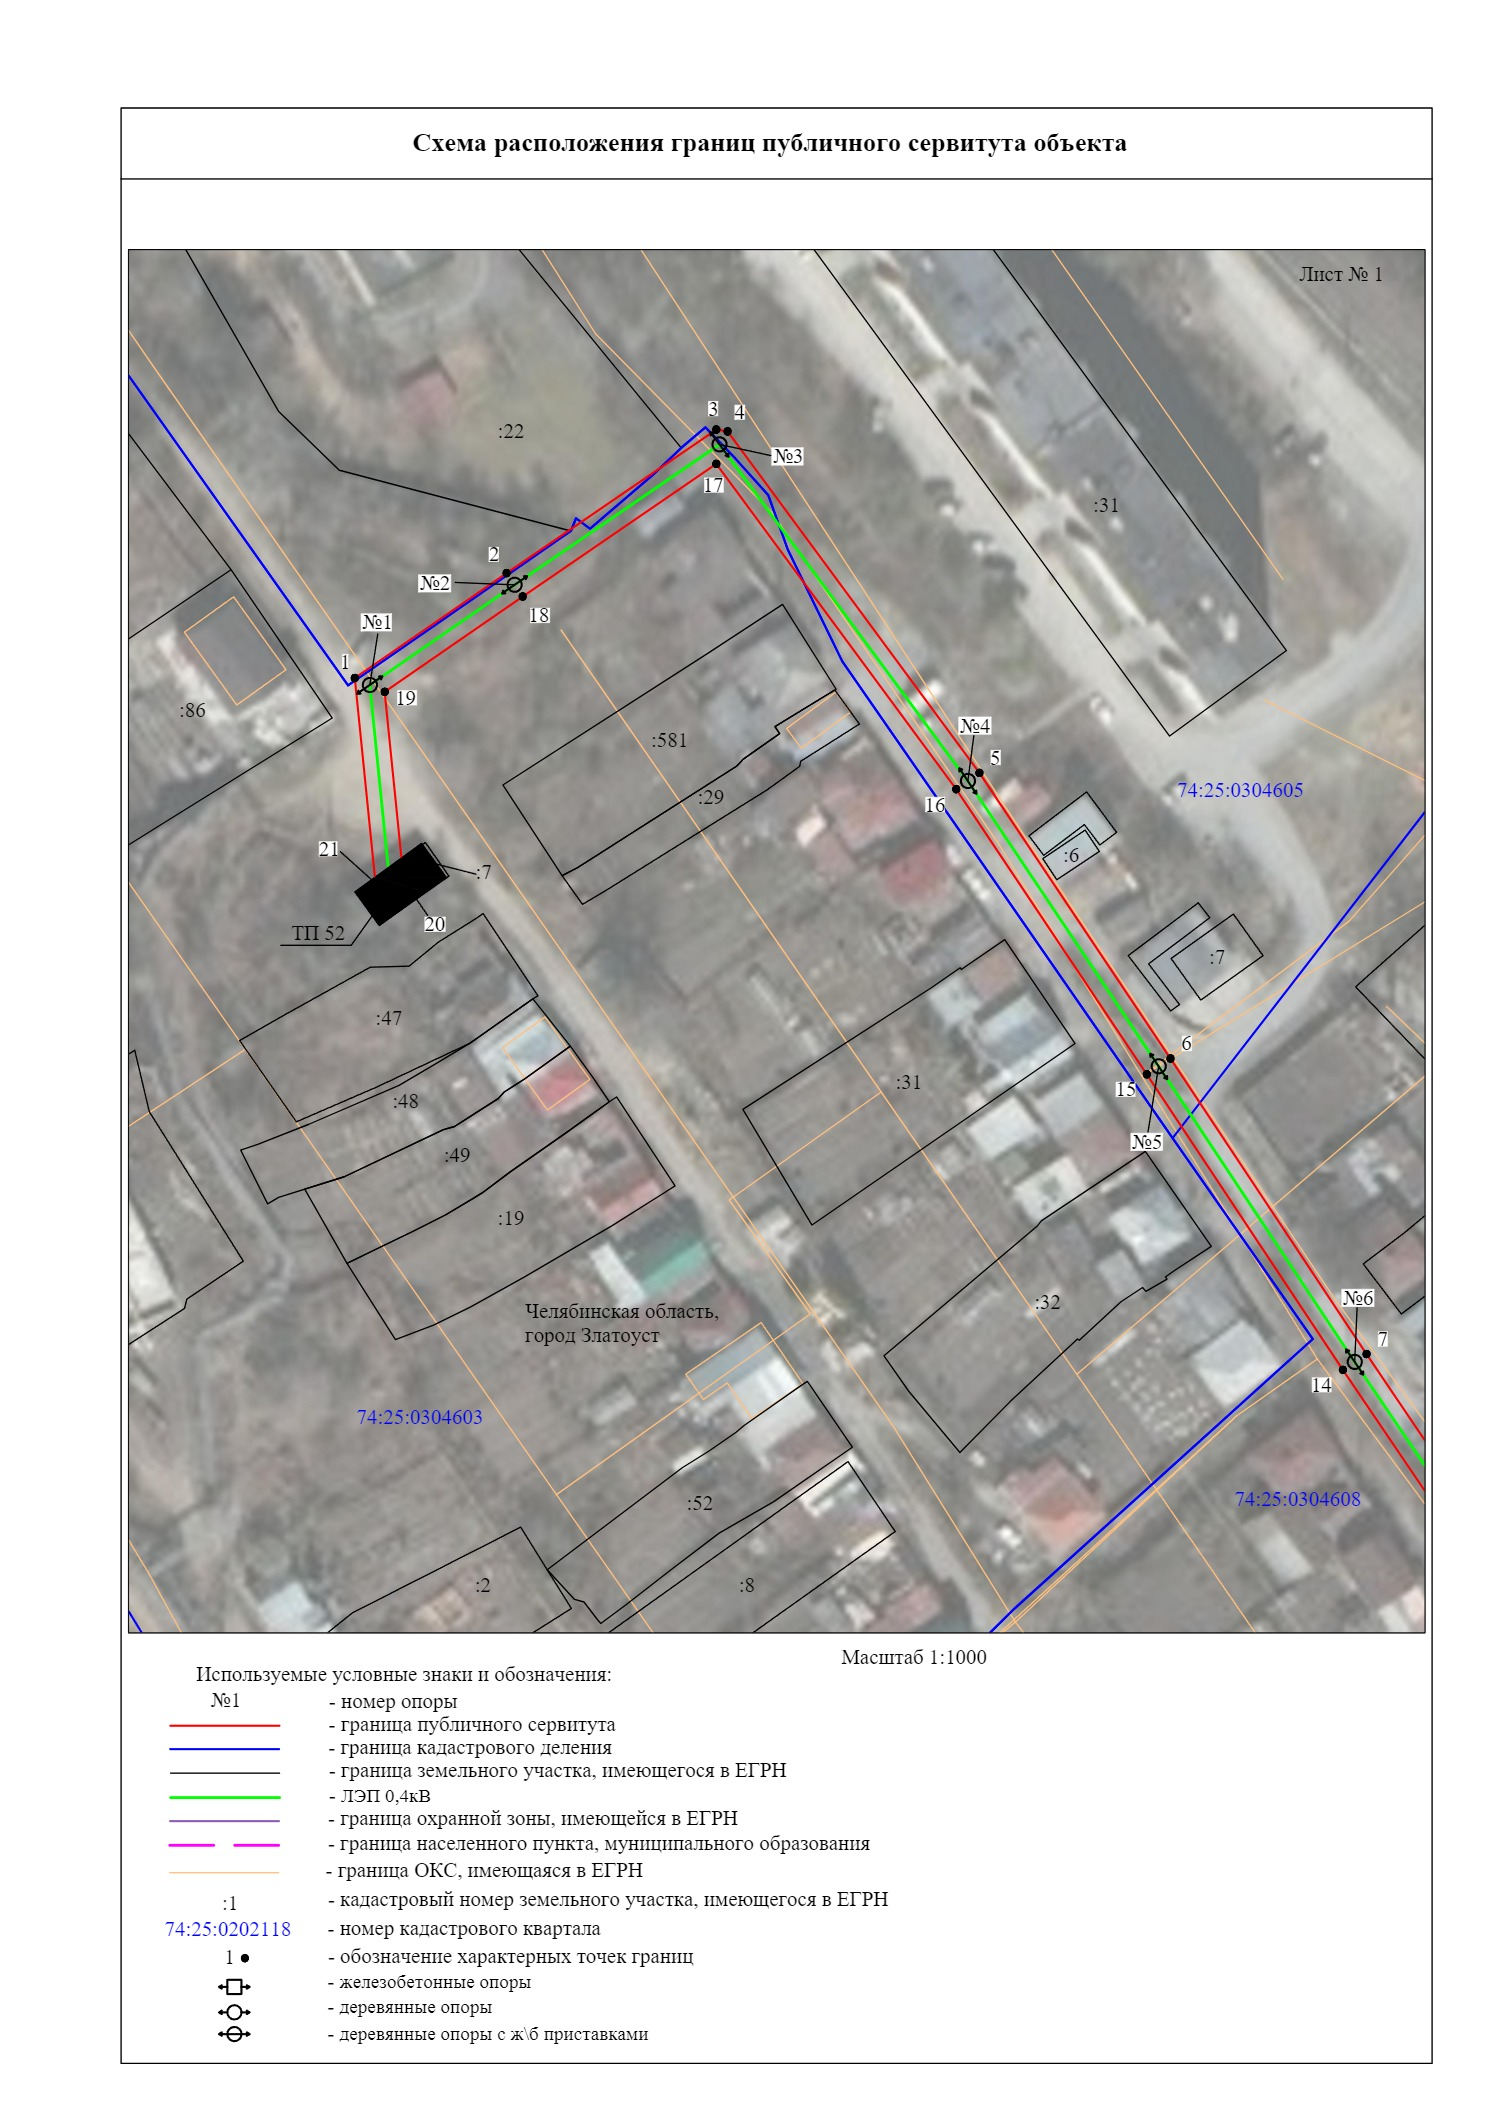 Схема расположения границ публичного сервитута объекта
Лист № 1
:22
3
4
№3
17
:31
2
№2
18
№1
1
19
:86
:581
:29
№4
5
16
74:25:0304605
:6
21
:7
20
ТП 52
:7
:47
6
15
№5
:31
:48
:49
:19
Челябинская область,
город Златоуст
:32
№6
7
14
74:25:0304603
74:25:0304608
:52
:2
:8
Масштаб 1:1000
Используемые условные знаки и обозначения:
№1 - номер опоры
- граница публичного сервитута
- граница кадастрового деления
- граница земельного участка, имеющегося в ЕГРН
- ЛЭП 0,4кВ
- граница охранной зоны, имеющейся в ЕГРН
- граница населенного пункта, муниципального образования
- граница ОКС, имеющаяся в ЕГРН
:1 - кадастровый номер земельного участка, имеющегося в ЕГРН
74:25:0202118 - номер кадастрового квартала
1 - обозначение характерных точек границ
- железобетонные опоры
- деревянные опоры
- деревянные опоры с ж\б приставками